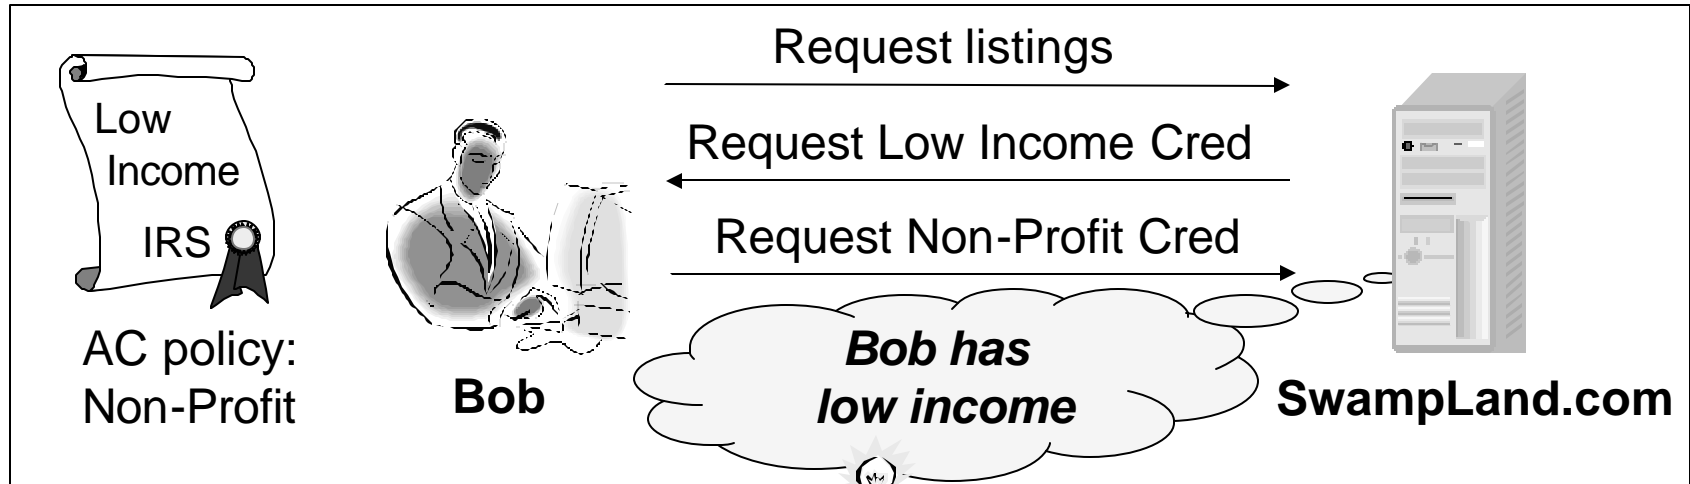 Request listings
Low
Income
IRS
Request Low Income Cred
Request Non-Profit Cred
AC policy:
Non-Profit
Bob
Bob has
low income
SwampLand.com